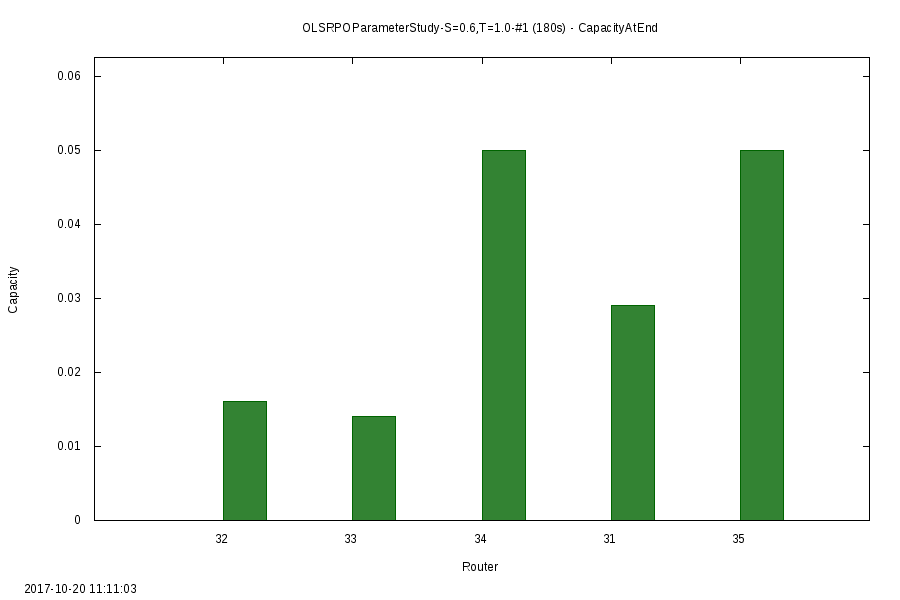 OLSRPOParameterStudy-S=0.6,T=1.0-#1 (180s) - CapacityAtEnd
0.06
0.05
0.04
0.03
0.02
0.01
0
Capacity
32 33 34 31 35
Router
2017-10-20 11:11:03